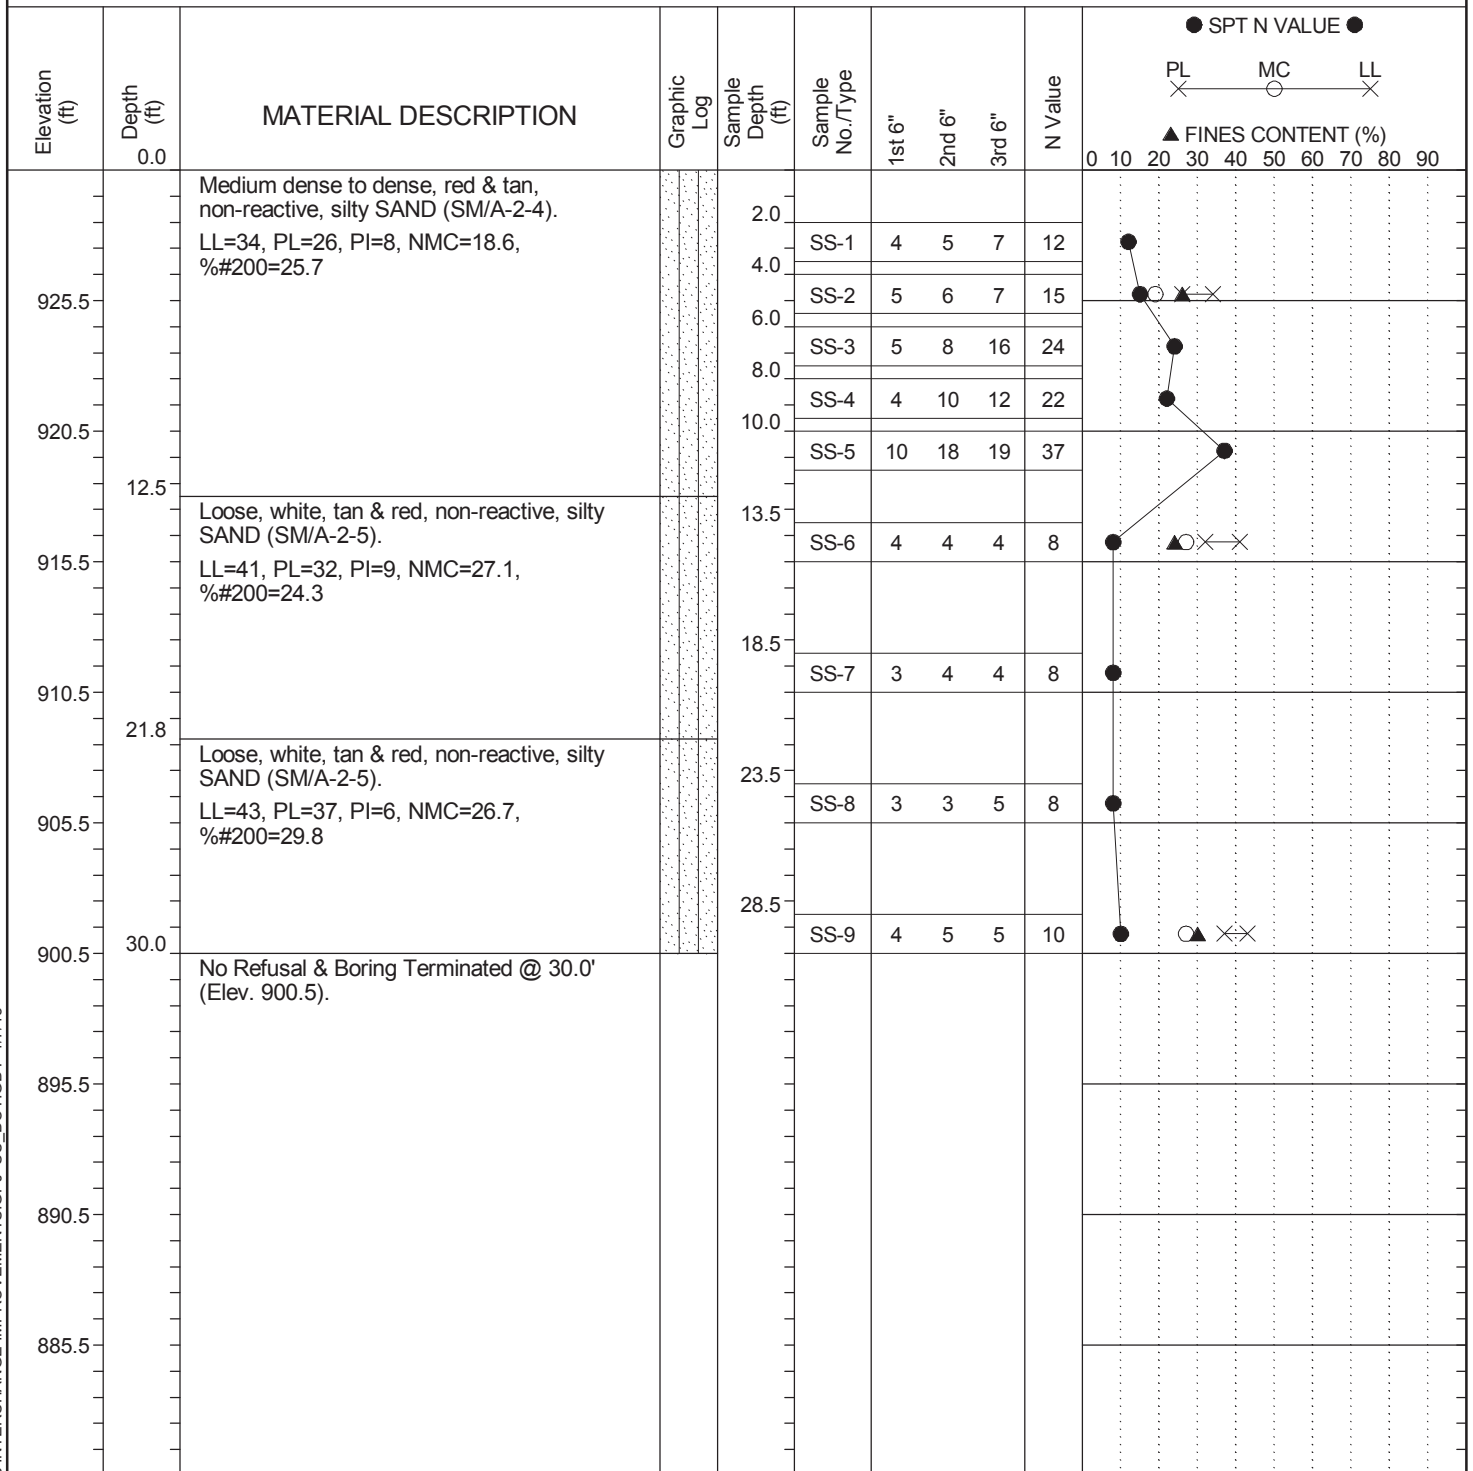 ● SPT N VALUE ●
PL MC LL
▲ FINES CONTENT (%)
0 10 20 30 40 50 60 70 80 90
Elevation
(ft)
Depth
(ft)
0.0
MATERIAL DESCRIPTION
Graphic
Log
Sample
Depth
(ft)
Sample
No./Type
1st 6"
2nd 6"
3rd 6"
N Value
Medium dense to dense, red & tan,
non-reactive, silty SAND (SM/A-2-4).
2.0
LL=34, PL=26, PI=8, NMC=18.6,
%#200=25.7
SS-1 4 5 7 12
4.0
925.5
SS-2 5 6 7 15
6.0
SS-3 5 8 16 24
8.0
SS-4 4 10 12 22
10.0
920.5
SS-5 10 18 19 37
12.5
Loose, white, tan & red, non-reactive, silty
SAND (SM/A-2-5).
13.5
SS-6 4 4 4 8
915.5
LL=41, PL=32, PI=9, NMC=27.1,
%#200=24.3
18.5
SS-7 3 4 4 8
910.5
21.8
Loose, white, tan & red, non-reactive, silty
SAND (SM/A-2-5).
23.5
SS-8 3 3 5 8
LL=43, PL=37, PI=6, NMC=26.7,
%#200=29.8
905.5
28.5
SS-9 4 5 5 10
30.0
900.5
No Refusal & Boring Terminated @ 30.0'
(Elev. 900.5).
895.5
890.5
885.5